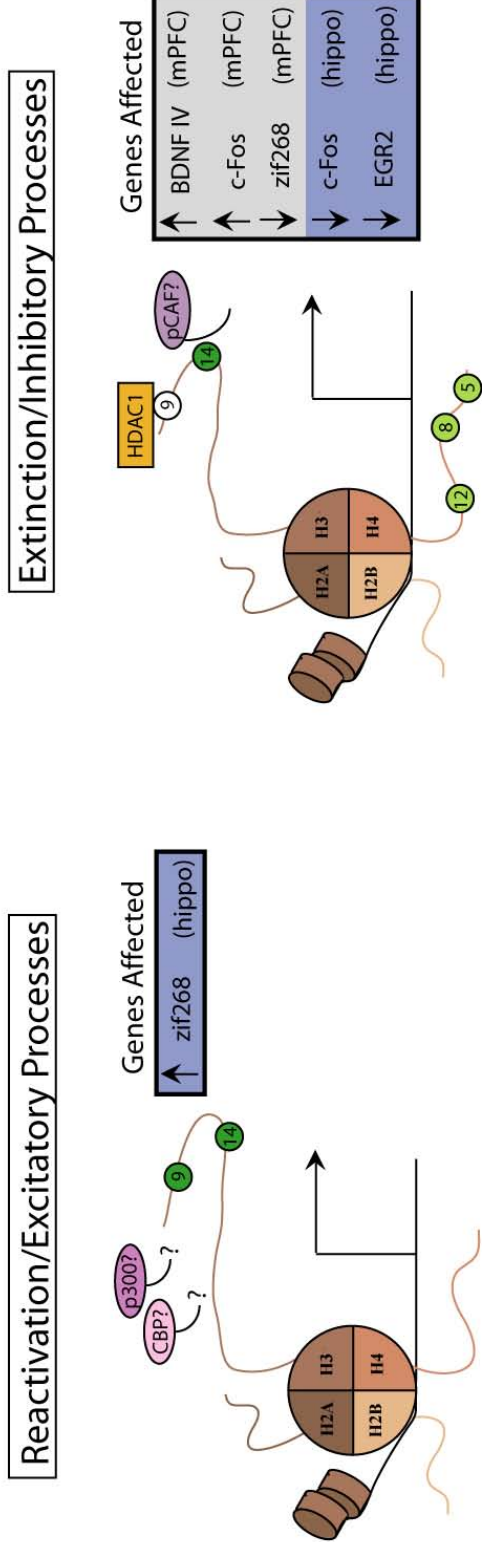 Reactivation/Excitatory Processes
Genes Affected
↑ zif268 (hippo)
p300?
CBP?
?
?
9
14
H2A
H3
H2B
H4
Extinction/Inhibitory Processes
Genes Affected
↑ BDNF IV (mPFC)
↑ c-Fos (mPFC)
↓ zif268 (mPFC)
↓ c-Fos (hippo)
↓ EGR2 (hippo)
HDAC1
9
pCAF?
14
H2A
H3
H2B
H4
12
8
5